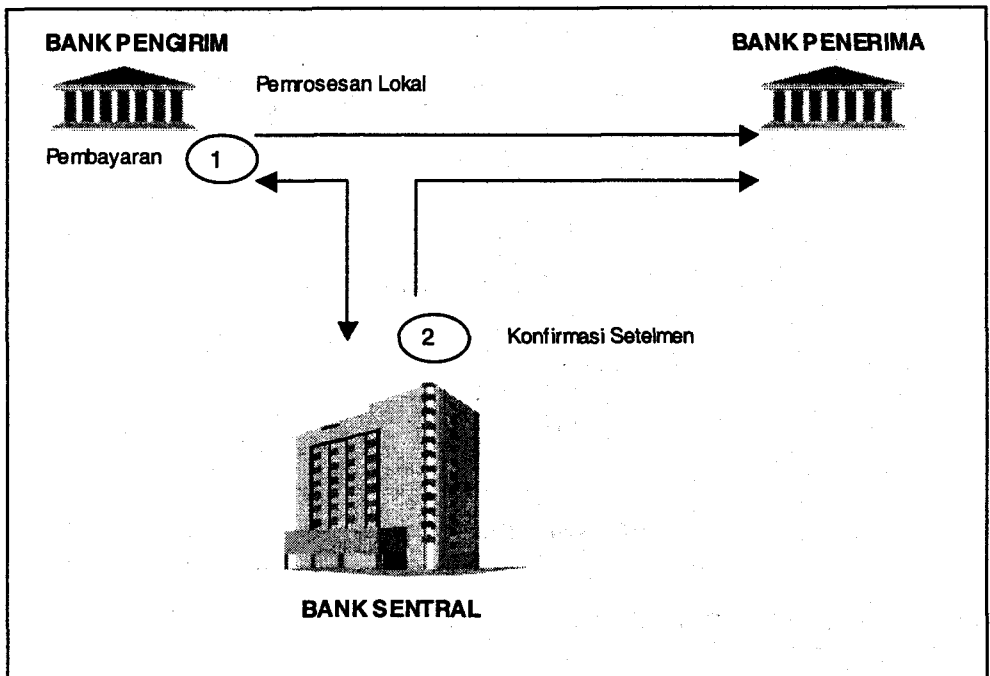 BANK PENGIRIM
BANK PENERIMA
Pemrosesan Lokal
Pembayaran
1
2
Konfirmasi Setelmen
BANK SENTRAL